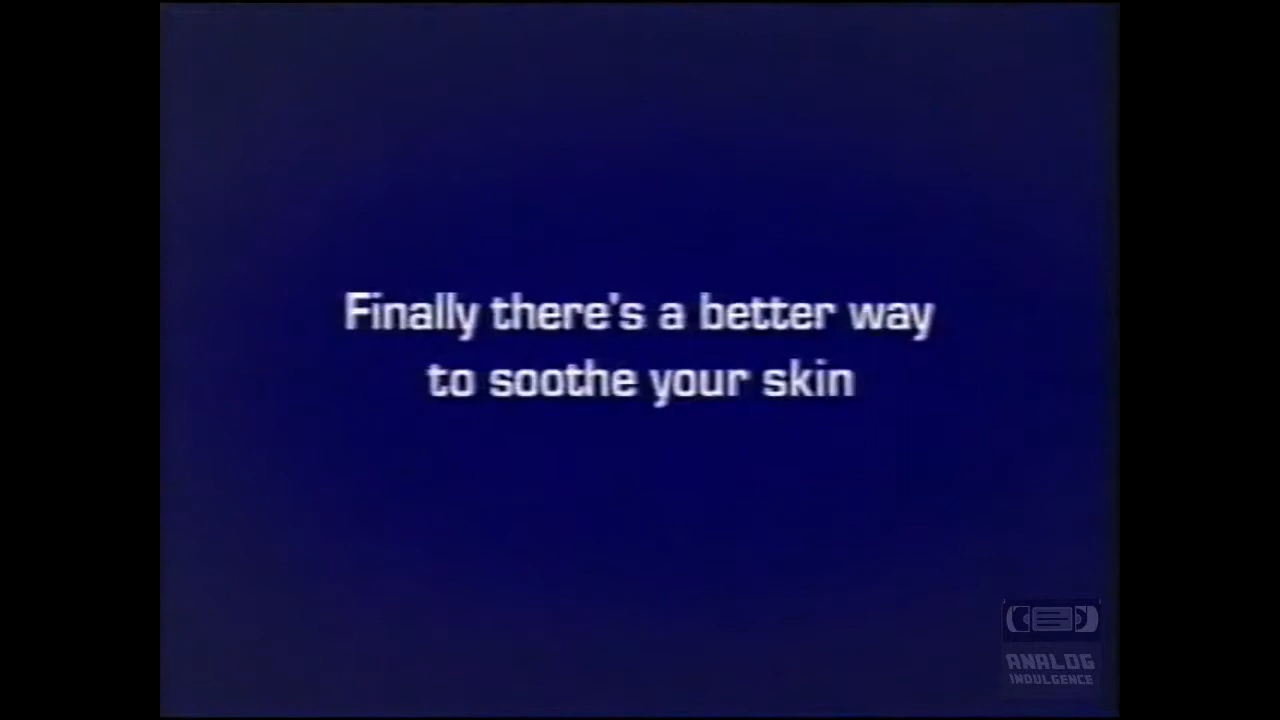 Finally there's a better way
to soothe your skin
ANALOG
INDULGENCE